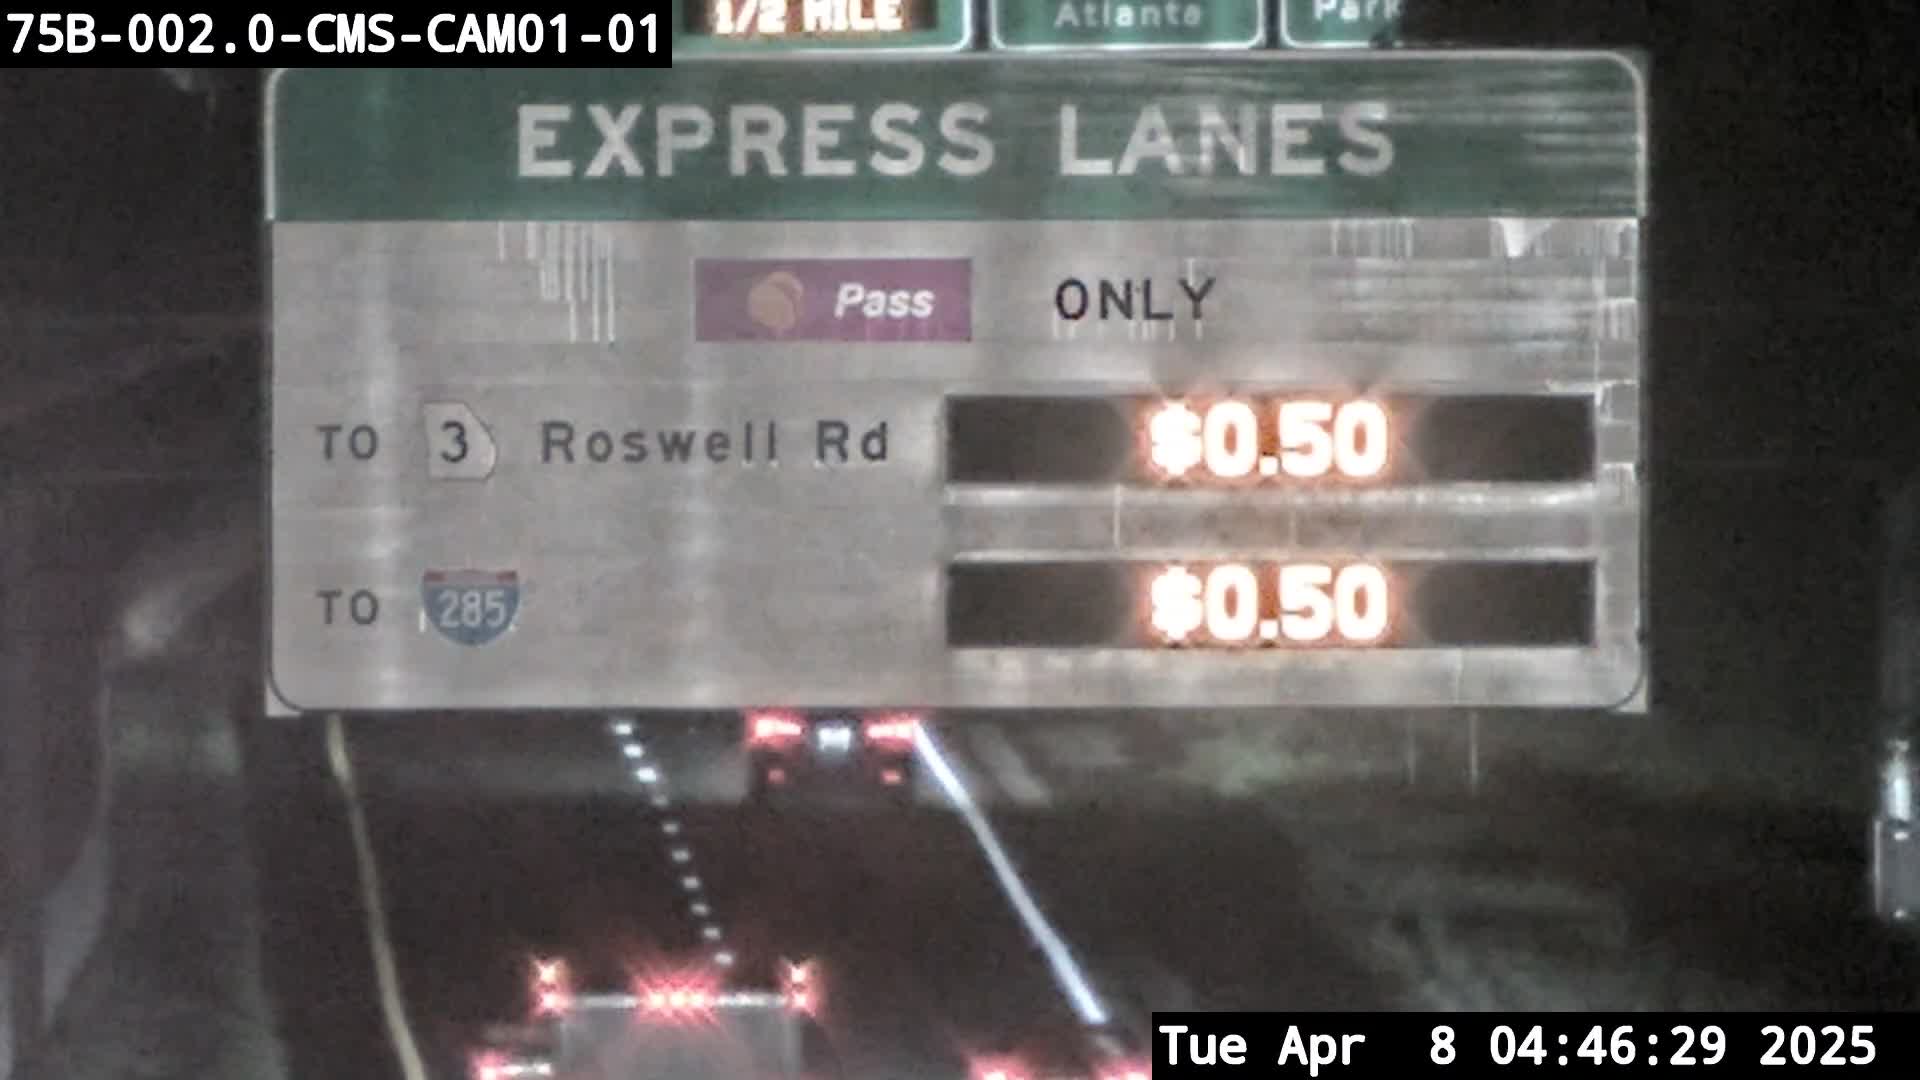 75B-002.0-CMS-CAM01-01
1/2 MILE
Atlanta
Park
EXPRESS LANES
Pass ONLY
TO 3 Roswell Rd $0.50
TO 285 $0.50
Tue Apr 8 04:46:29 2025